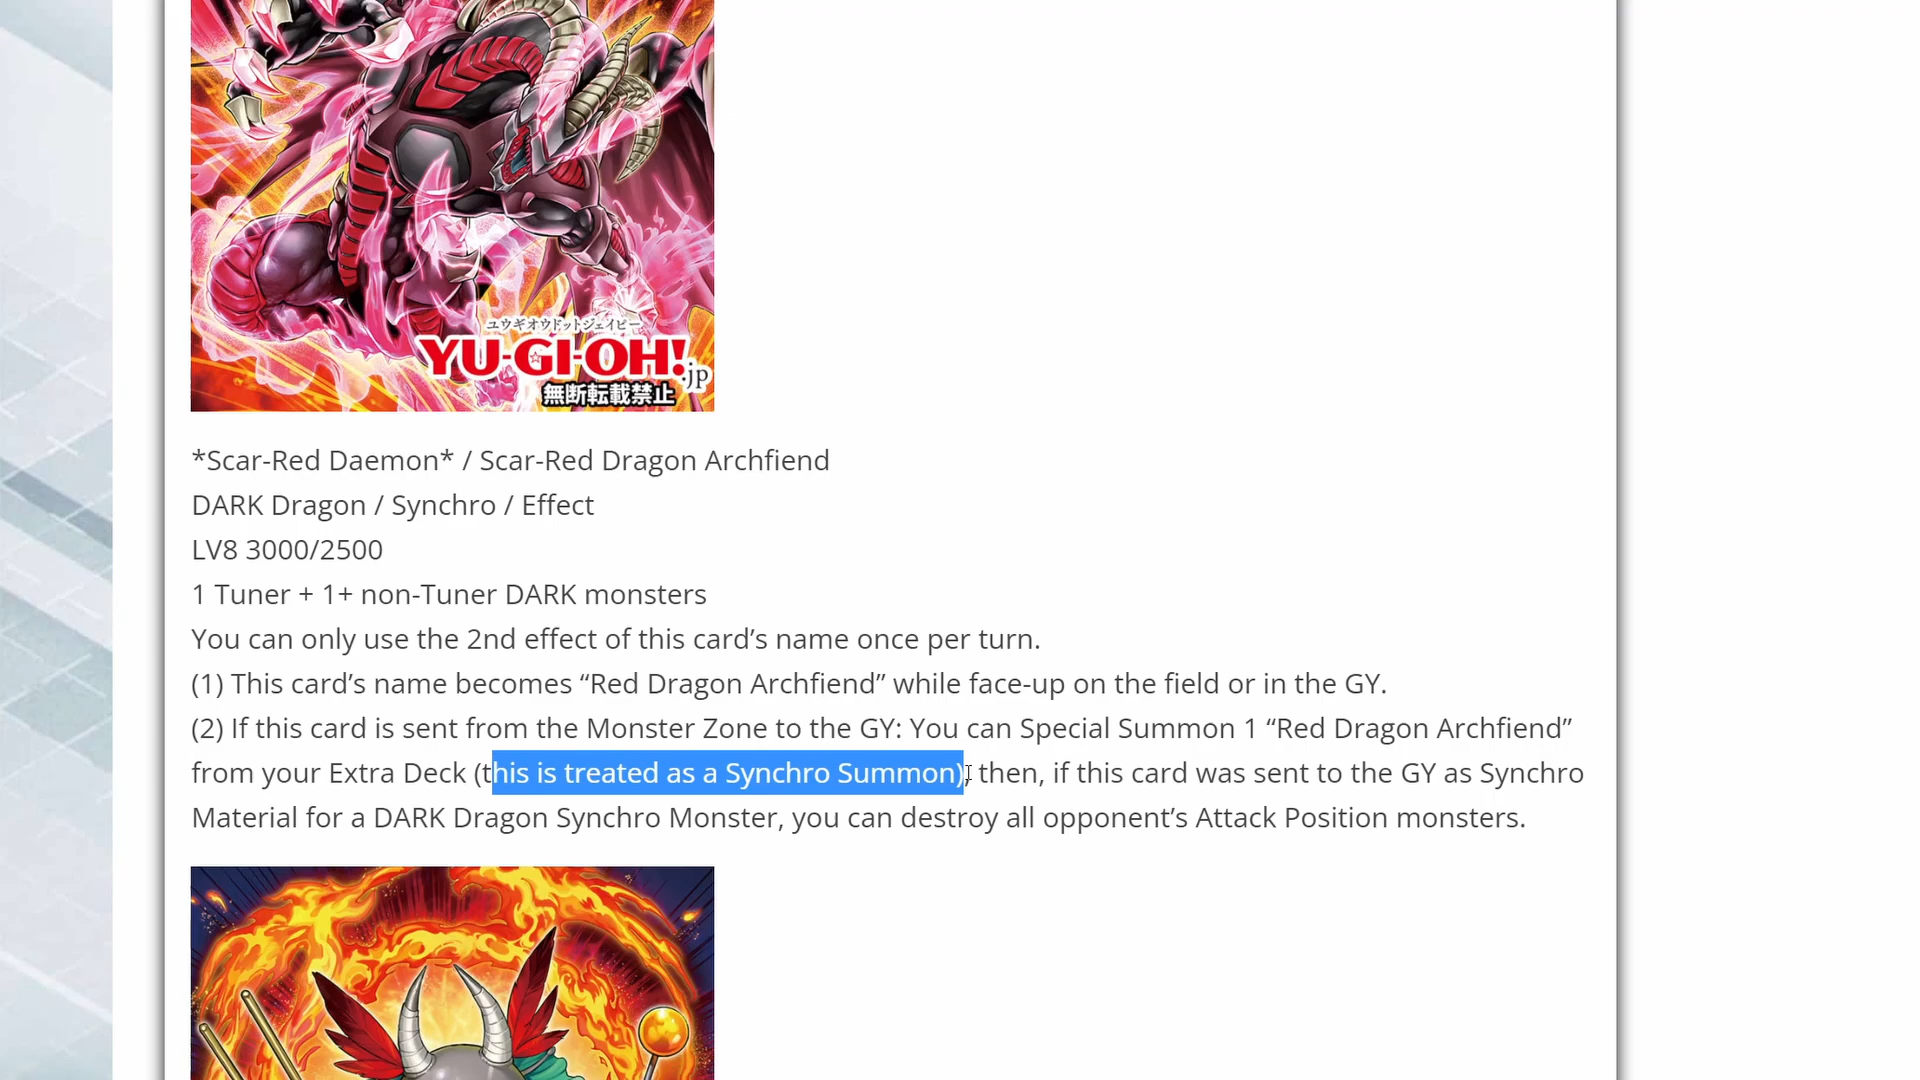 ユウギオウドットジェイピー
YU-GI-OH!.jp
無断転載禁止
*Scar-Red Daemon* / Scar-Red Dragon Archfiend
DARK Dragon / Synchro / Effect
LV8 3000/2500
1 Tuner + 1+ non-Tuner DARK monsters
You can only use the 2nd effect of this card’s name once per turn.
(1) This card’s name becomes “Red Dragon Archfiend” while face-up on the field or in the GY.
(2) If this card is sent from the Monster Zone to the GY: You can Special Summon 1 “Red Dragon Archfiend”
from your Extra Deck (this is treated as a Synchro Summon), then, if this card was sent to the GY as Synchro
Material for a DARK Dragon Synchro Monster, you can destroy all opponent’s Attack Position monsters.